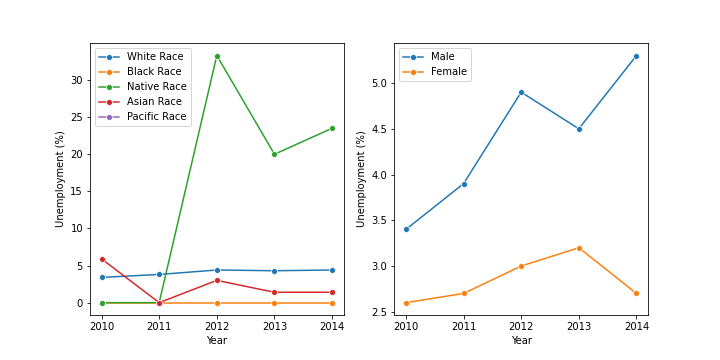 White Race
Black Race
Native Race
Asian Race
Pacific Race
30
25
20
15
10
5
0
Unemployment (%)
2010 2011 2012 2013 2014
Year
Male
Female
5.0
4.5
4.0
3.5
3.0
2.5
Unemployment (%)
2010 2011 2012 2013 2014
Year